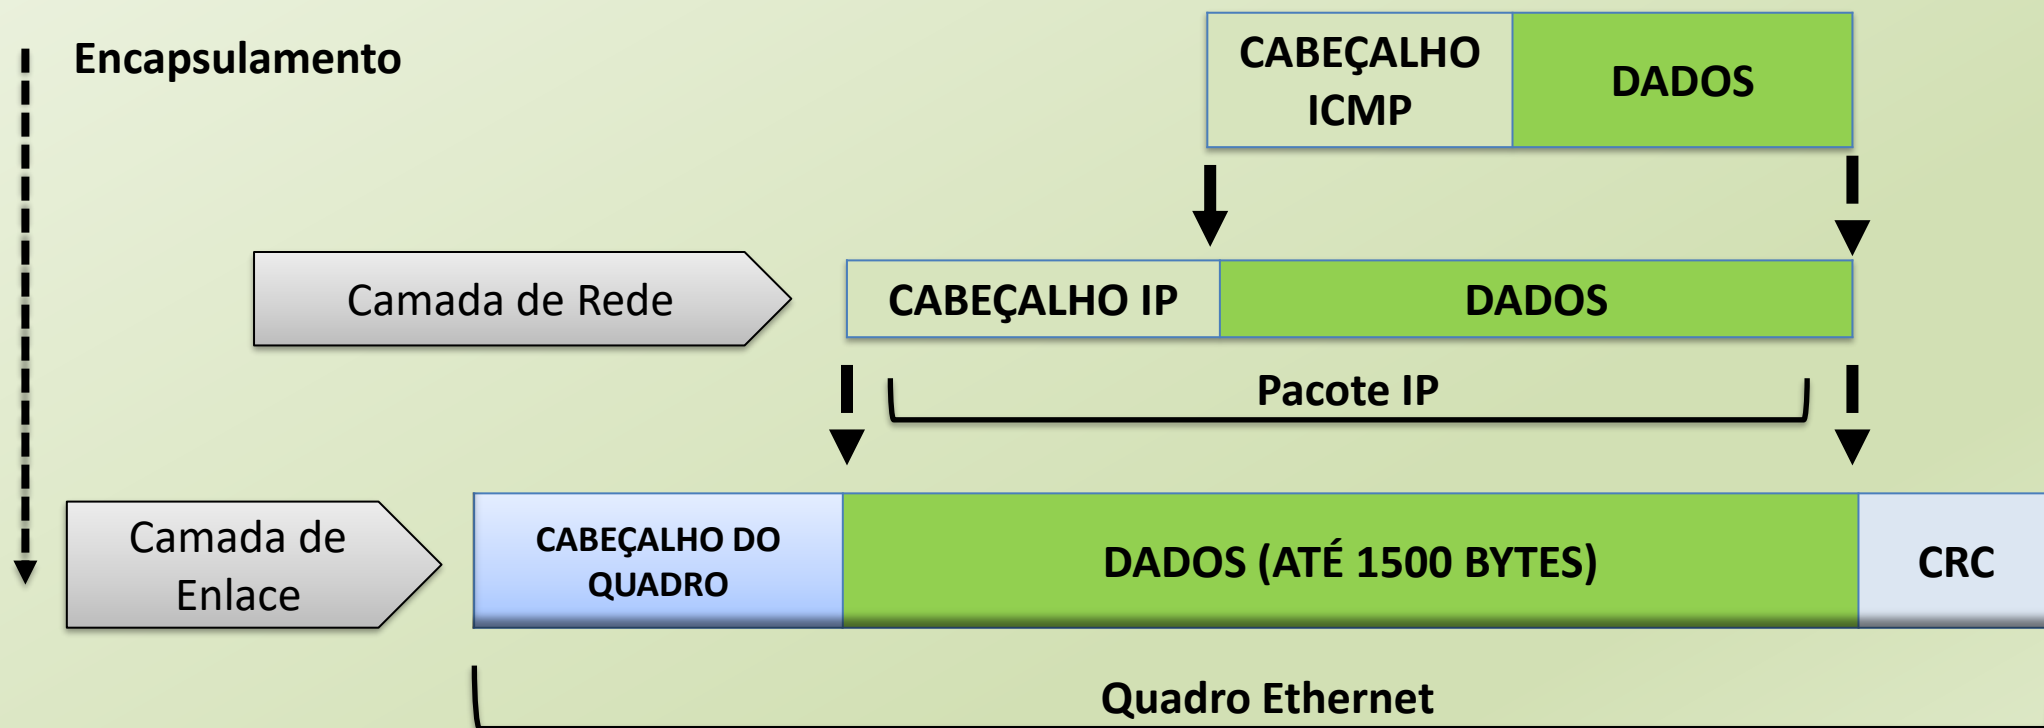 Encapsulamento
CABEÇALHO
ICMP
DADOS
Camada de Rede
CABEÇALHO IP
DADOS
Pacote IP
Camada de
Enlace
CABEÇALHO DO
QUADRO
DADOS (ATÉ 1500 BYTES)
CRC
Quadro Ethernet